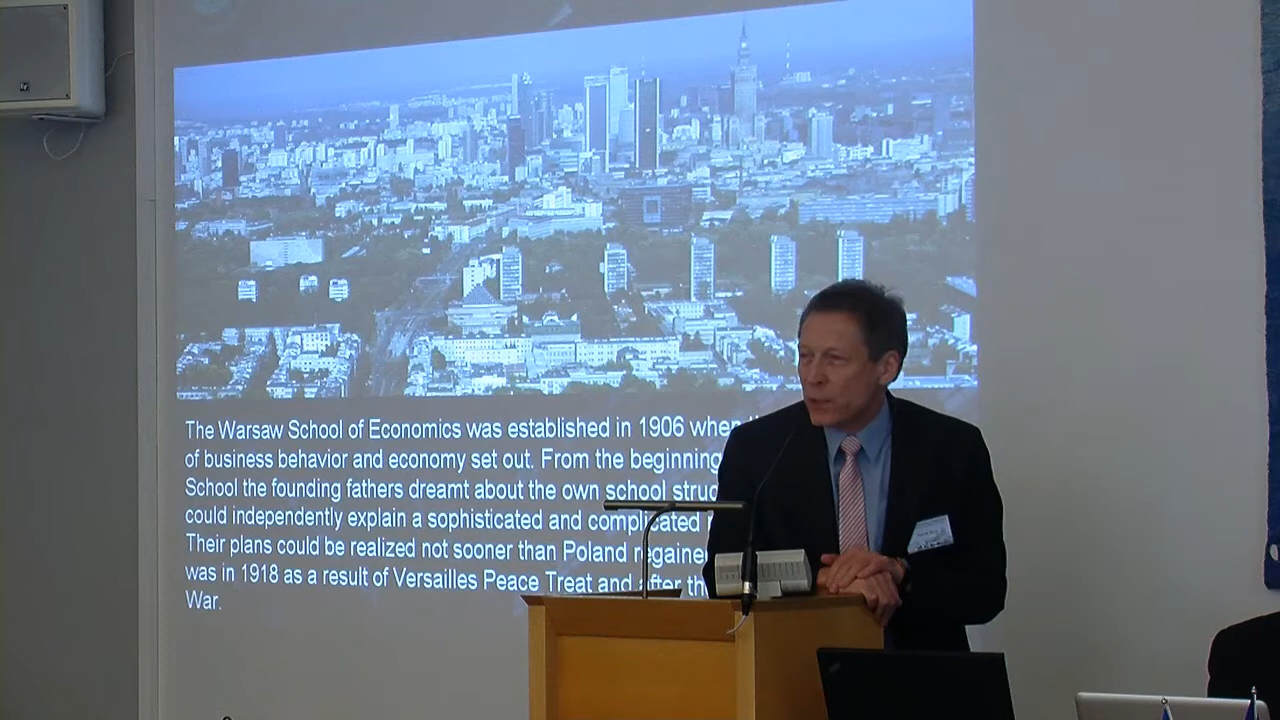 The Warsaw School of Economics was established in 1906 when
of business behavior and economy set out. From the beginning
School the founding fathers dreamt about the own school
could independently explain a sophisticated and complicated
Their plans could be realized not sooner than Poland regained
was in 1918 as a result of Versailles Peace Treat and after
War.